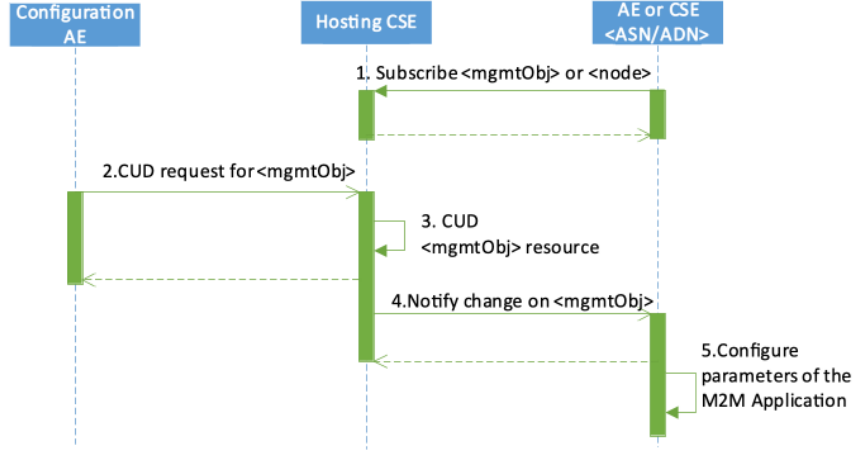 Configuration
AE
Hosting CSE
AE or CSE
<ASN/ADN>
1. Subscribe <mgmtObj> or <node>
2.CUD request for <mgmtObj>
3. CUD
<mgmtObj> resource
4.Notify change on <mgmtObj>
5.Configure
parameters of the
M2M Application